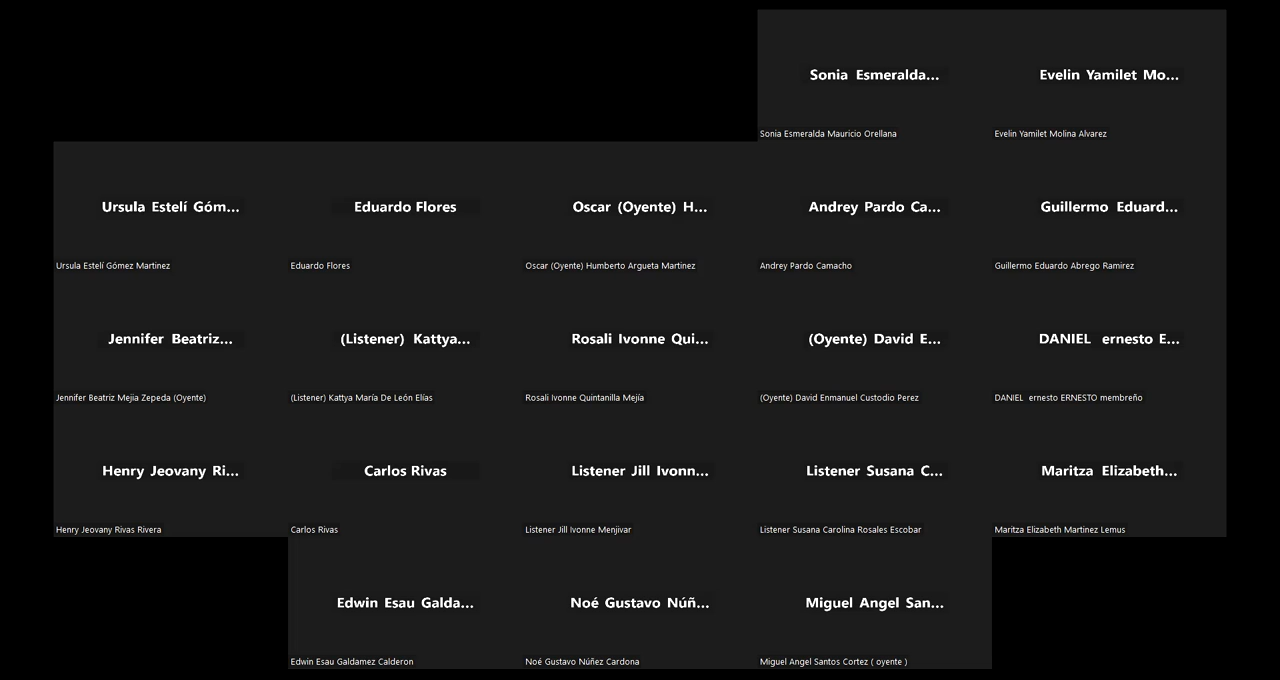 Sonia Esmeralda...
Evelin Yamilet Mo...
Sonia Esmeralda Mauricio Orellana
Evelin Yamilet Molina Alvarez
Ursula Estelí Góm...
Eduardo Flores
Oscar (Oyente) H...
Andrey Pardo Ca...
Guillermo Eduard...
Ursula Estelí Gómez Martinez
Eduardo Flores
Oscar (Oyente) Humberto Argueta Martinez
Andrey Pardo Camacho
Guillermo Eduardo Abrego Ramirez
Jennifer Beatriz...
(Listener) Kattya...
Rosali Ivonne Qui...
(Oyente) David E...
DANIEL ernesto E...
Jennifer Beatriz Mejia Zepeda (Oyente)
(Listener) Kattya María De León Elías
Rosali Ivonne Quintanilla Mejía
(Oyente) David Enmanuel Custodio Perez
DANIEL ernesto ERNESTO membreño
Henry Jeovany Ri...
Carlos Rivas
Listener Jill Ivonn...
Listener Susana C...
Maritza Elizabeth...
Henry Jeovany Rivas Rivera
Carlos Rivas
Listener Jill Ivonne Menjivar
Listener Susana Carolina Rosales Escobar
Maritza Elizabeth Martinez Lemus
Edwin Esau Galda...
Noé Gustavo Núñ...
Miguel Angel San...
Edwin Esau Galdamez Calderon
Noé Gustavo Núñez Cardona
Miguel Angel Santos Cortez ( oyente )